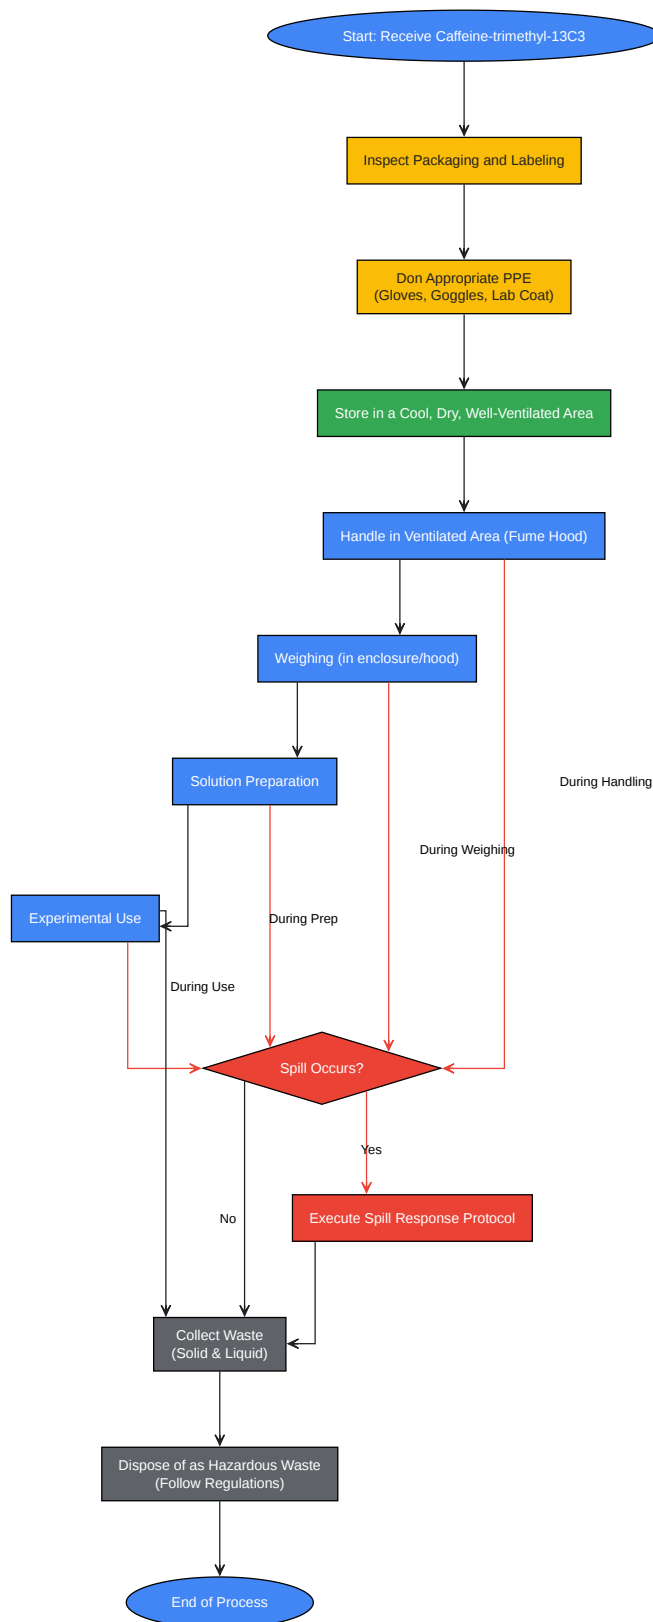 Start: Receive Caffeine-trimethyl-13C3
Inspect Packaging and Labeling
Don Appropriate PPE
(Gloves, Goggles, Lab Coat)
Store in a Cool, Dry, Well-Ventilated Area
Handle in Ventilated Area (Fume Hood)
Weighing (in enclosure/hood)
Solution Preparation
During Handling
During Weighing
Experimental Use
During Prep
During Use
Spill Occurs?
Yes
No
Execute Spill Response Protocol
Collect Waste
(Solid & Liquid)
Dispose of as Hazardous Waste
(Follow Regulations)
End of Process